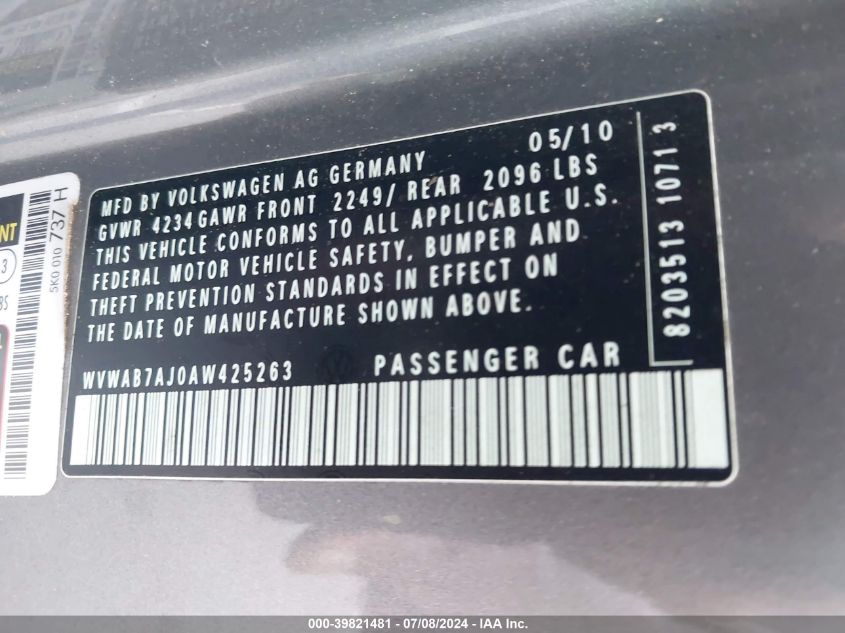 MFD BY VOLKSWAGEN AG GERMANY 05/10
GVWR 4234 GAWR FRONT 2249/ REAR 2096 LBS
THIS VEHICLE CONFORMS TO ALL APPLICABLE U.S.
FEDERAL MOTOR VEHICLE SAFETY, BUMPER AND
THEFT PREVENTION STANDARDS IN EFFECT ON
THE DATE OF MANUFACTURE SHOWN ABOVE.
WVWAB7AJ0AW425263 PASSENGER CAR
8203513 1071 3
5K0 010 737 H
3
000-39821481 - 07/08/2024 - IAA Inc.